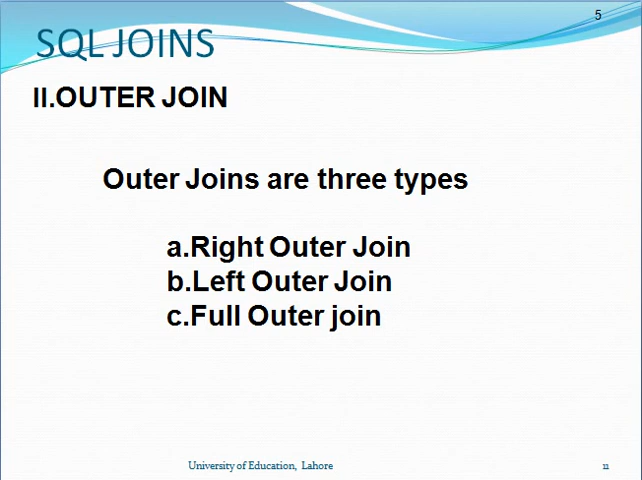 5
SQL JOINS
II.OUTER JOIN
Outer Joins are three types
a.Right Outer Join
b.Left Outer Join
c.Full Outer join
University of Education, Lahore
11